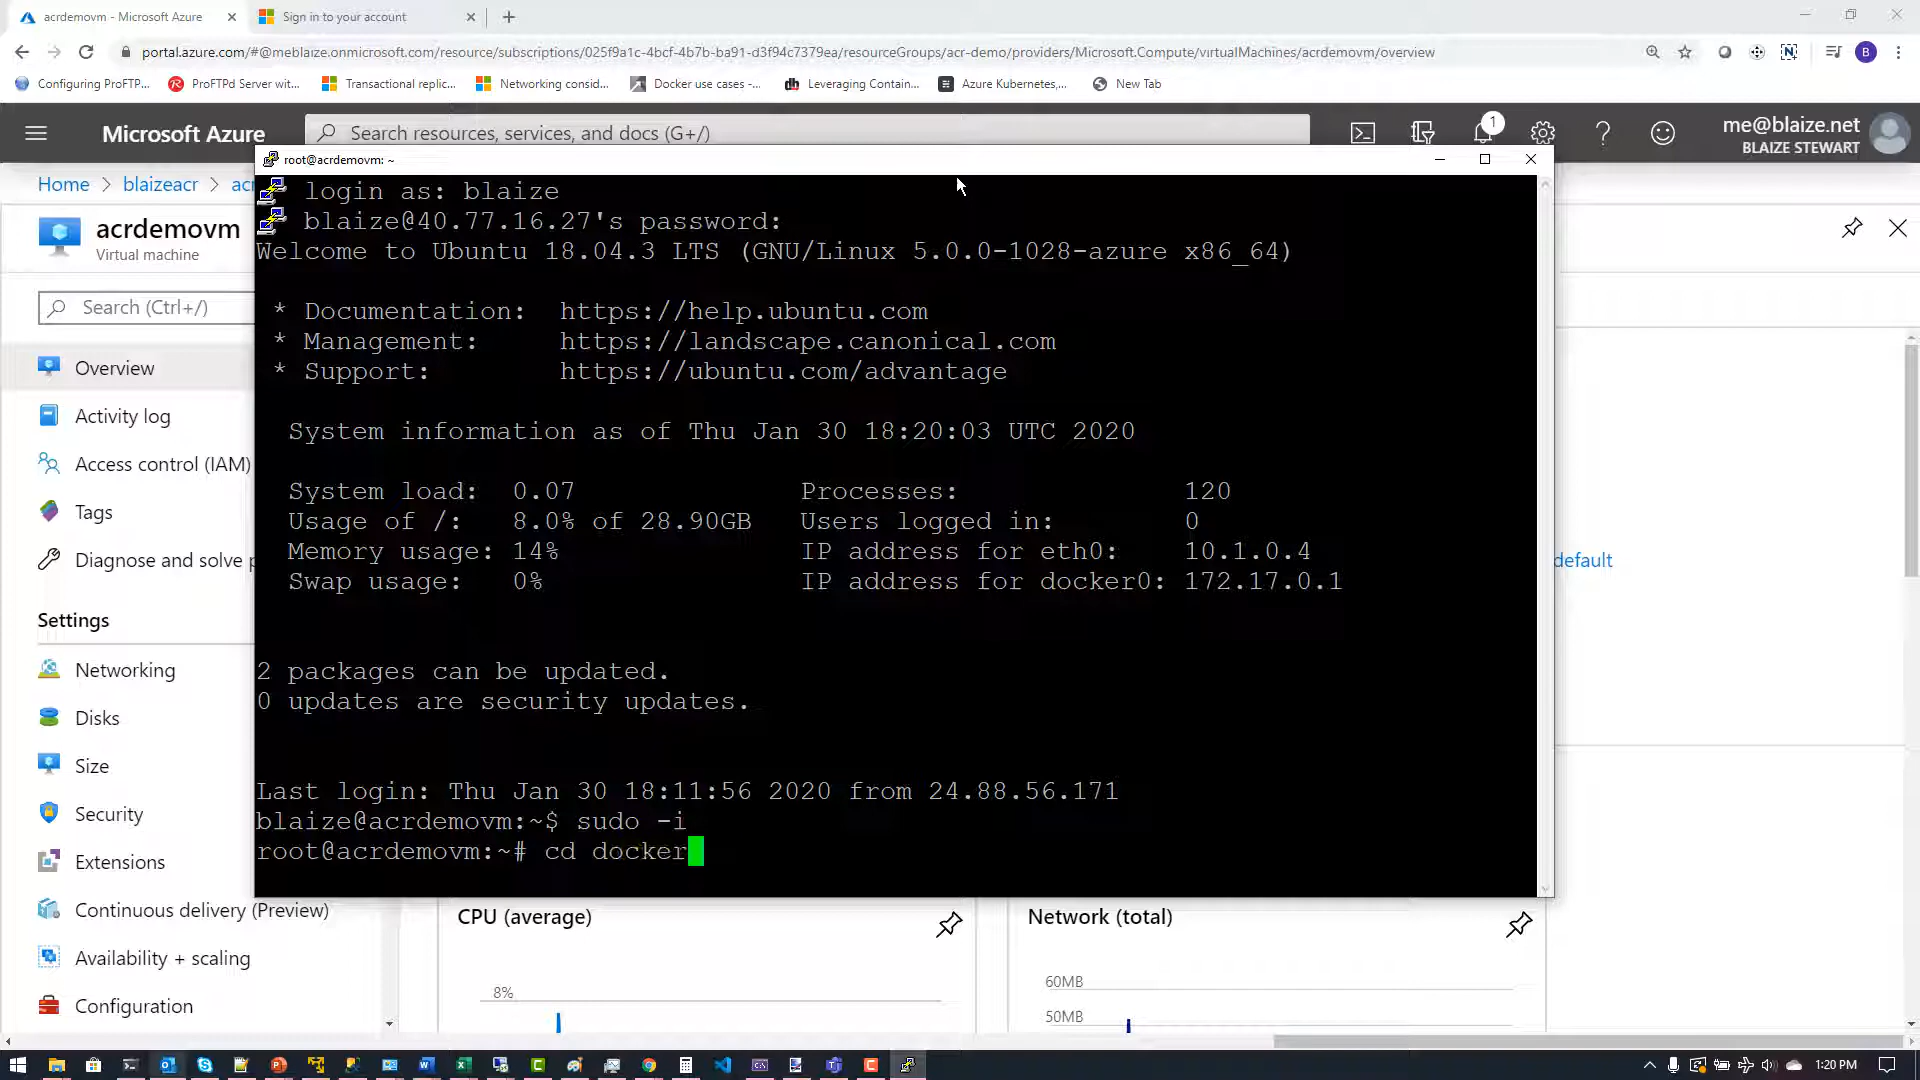 acrdemovm - Microsoft Azure
Sign in to your account
portal.azure.com/#@meblaize.onmicrosoft.com/resource/subscriptions/025f9a1c-4bcf-4b7b-ba91-d3f94c7379ea/resourceGroups/acr-demo/providers/Microsoft.Compute/virtualMachines/acrdemovm/overview
B
Configuring ProFTP...
ProFTPd Server wit...
Transactional replic...
Networking consid...
Docker use cases -...
Leveraging Contain...
Azure Kubernetes,...
New Tab
Microsoft Azure
Search resources, services, and docs (G+/)
1
me@blaize.net
BLAIZE STEWART
Home
blaizeacr
acr
acrdemovm
Virtual machine
Search (Ctrl+/)
Overview
Activity log
Access control (IAM)
Tags
Diagnose and solve p
Settings
Networking
Disks
Size
Security
Extensions
Continuous delivery (Preview)
Availability + scaling
Configuration
root@acrdemovm: ~
login as: blaize
blaize@40.77.16.27's password:
Welcome to Ubuntu 18.04.3 LTS (GNU/Linux 5.0.0-1028-azure x86_64)
* Documentation:  https://help.ubuntu.com
* Management:     https://landscape.canonical.com
* Support:        https://ubuntu.com/advantage
System information as of Thu Jan 30 18:20:03 UTC 2020
System load:  0.07                Processes:              120
Usage of /:   8.0% of 28.90GB   Users logged in:        0
Memory usage: 14%                IP address for eth0:    10.1.0.4
Swap usage:   0%                 IP address for docker0: 172.17.0.1
2 packages can be updated.
0 updates are security updates.
Last login: Thu Jan 30 18:11:56 2020 from 24.88.56.171
blaize@acrdemovm:~$ sudo -i
root@acrdemovm:~# cd docker
default
CPU (average)
8%
Network (total)
60MB
50MB
1:20 PM